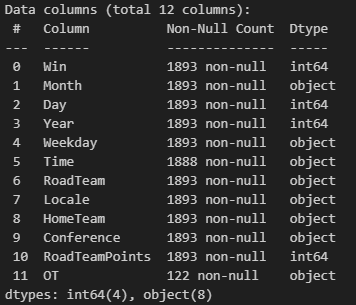 Data columns (total 12 columns):
 #   Column         Non-Null Count  Dtype
---  ------         --------------  -----
 0   Win            1893 non-null   int64
 1   Month          1893 non-null   object
 2   Day            1893 non-null   int64
 3   Year           1893 non-null   int64
 4   Weekday        1893 non-null   object
 5   Time           1888 non-null   object
 6   RoadTeam       1893 non-null   object
 7   Locale         1893 non-null   object
 8   HomeTeam       1893 non-null   object
 9   Conference     1893 non-null   object
 10  RoadTeamPoints 1893 non-null   int64
 11  OT             122 non-null    object
dtypes: int64(4), object(8)